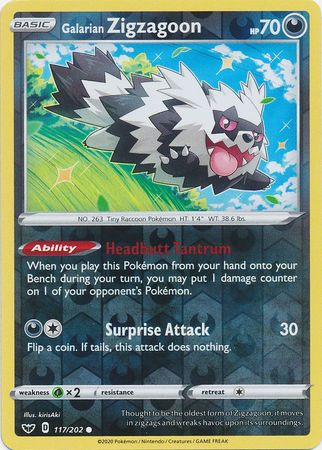 BASIC
Galarian Zigzagoon HP 70
NO. 263 Tiny Raccoon Pokémon HT: 1'4" WT: 38.6 lbs.
Ability Headbutt Tantrum
When you play this Pokémon from your hand onto your
Bench during your turn, you may put 1 damage counter
on 1 of your opponent's Pokémon.
Surprise Attack 30
Flip a coin. If tails, this attack does nothing.
weakness ×2 resistance retreat
Illus. kirisAki
D 117/202
Thought to be the oldest form of Zigzagoon, it moves
in zigzags and wreaks havoc upon its surroundings.
©2020 Pokémon / Nintendo / Creatures / GAME FREAK